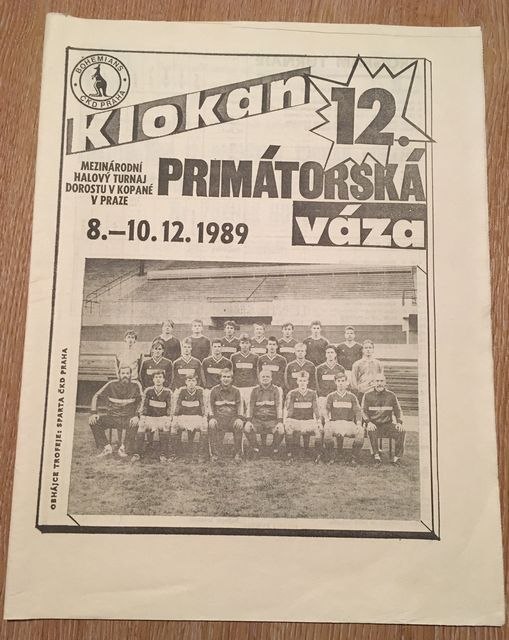 BOHEMIANS
ČKD PRAHA
Klokan
12.
MEZINÁRODNÍ
HALOVÝ TURNAJ
DOROSTU V KOPANÉ
V PRAZE
PRIMÁTORSKÁ
váza
8.–10. 12. 1989
OBHÁJCE TROFEJE: SPARTA ČKD PRAHA